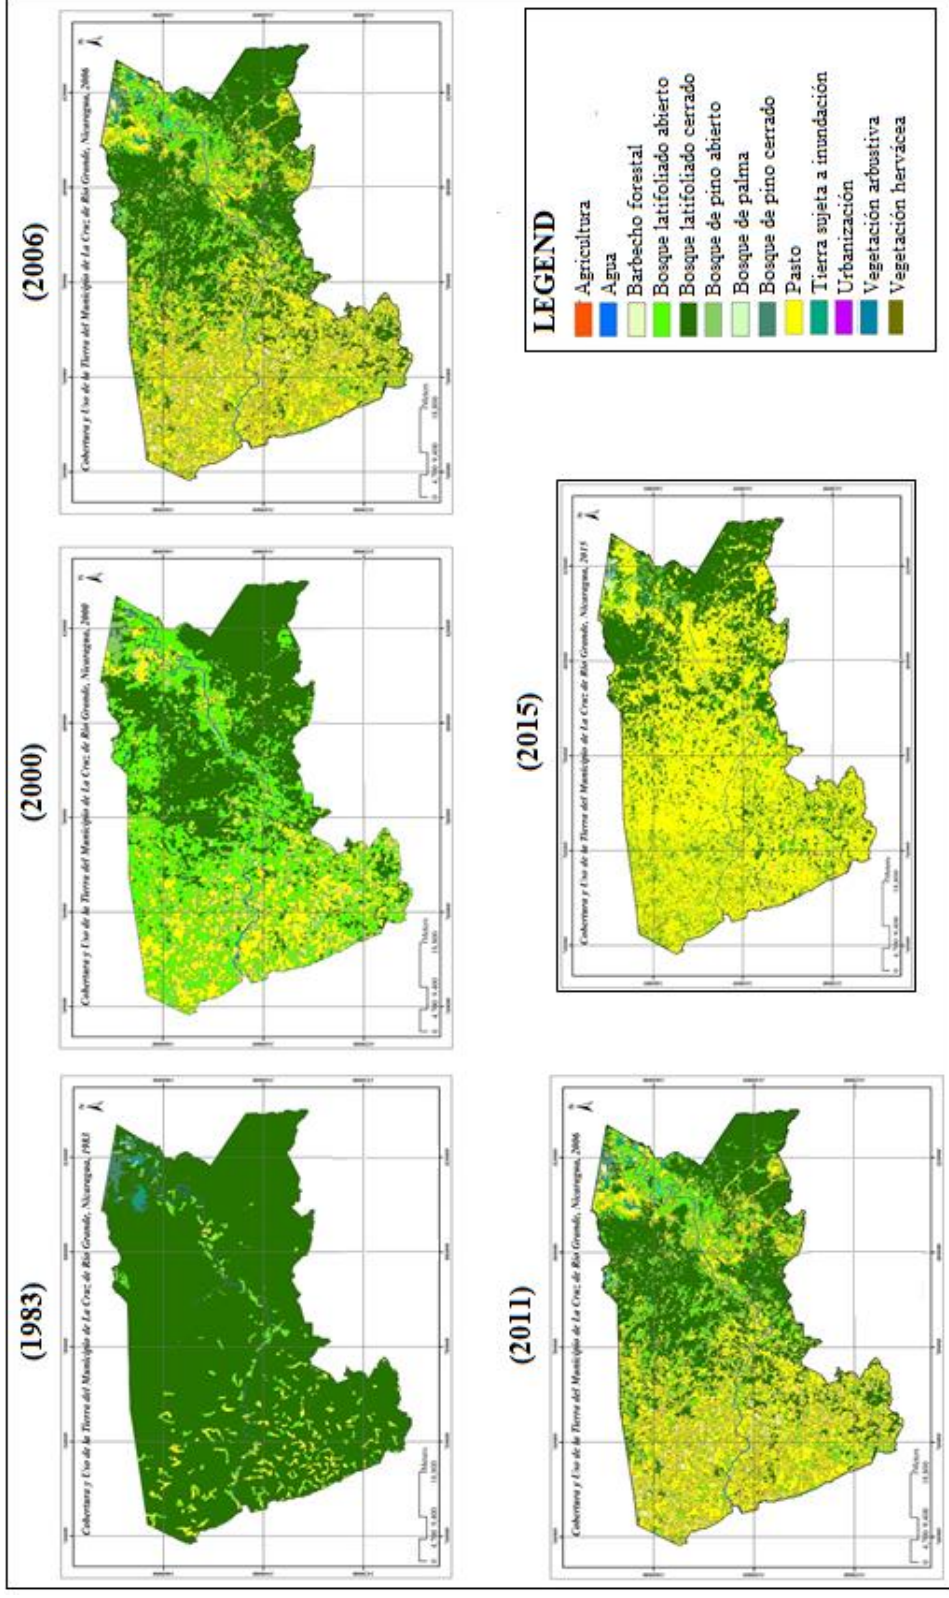 (1983)
Cobertura y Uso de la Tierra del Municipio de La Cruz de Río Grande, Nicaragua, 1983
(2000)
Cobertura y Uso de la Tierra del Municipio de La Cruz de Río Grande, Nicaragua, 2000
(2006)
Cobertura y Uso de la Tierra del Municipio de La Cruz de Río Grande, Nicaragua, 2006
(2011)
Cobertura y Uso de la Tierra del Municipio de La Cruz de Río Grande, Nicaragua, 2006
(2015)
Cobertura y Uso de la Tierra del Municipio de La Cruz de Río Grande, Nicaragua, 2015
LEGEND
Agricultura
Agua
Barbecho forestal
Bosque latifoliado abierto
Bosque latifoliado cerrado
Bosque de pino abierto
Bosque de palma
Bosque de pino cerrado
Pasto
Tierra sujeta a inundación
Urbanización
Vegetación arbustiva
Vegetación hervácea